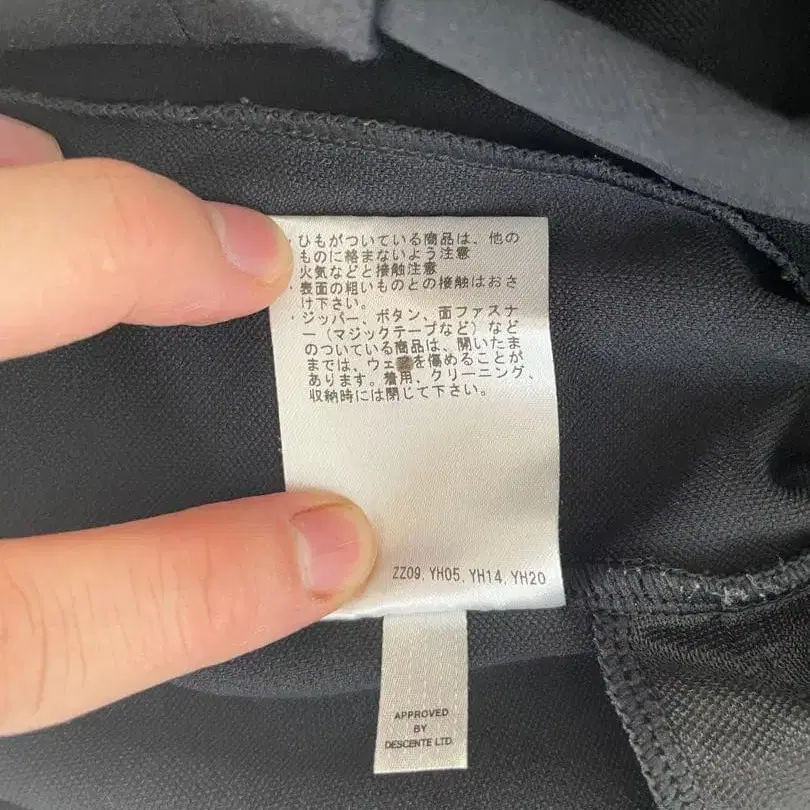 ・ひもがついている商品は、他の
ものに絡まないよう注意
火気などと接触注意
・表面の粗いものとの接触はおさ
け下さい。
・ジッパー、ボタン、面ファスナ
ー（マジックテープなど）など
のついている商品は、開いたま
までは、ウェを傷めることが
あります。着用、クリーニング、
収納時には閉じて下さい。
ZZ09, YH05, YH14, YH20
APPROVED
BY
DESCENTE LTD.